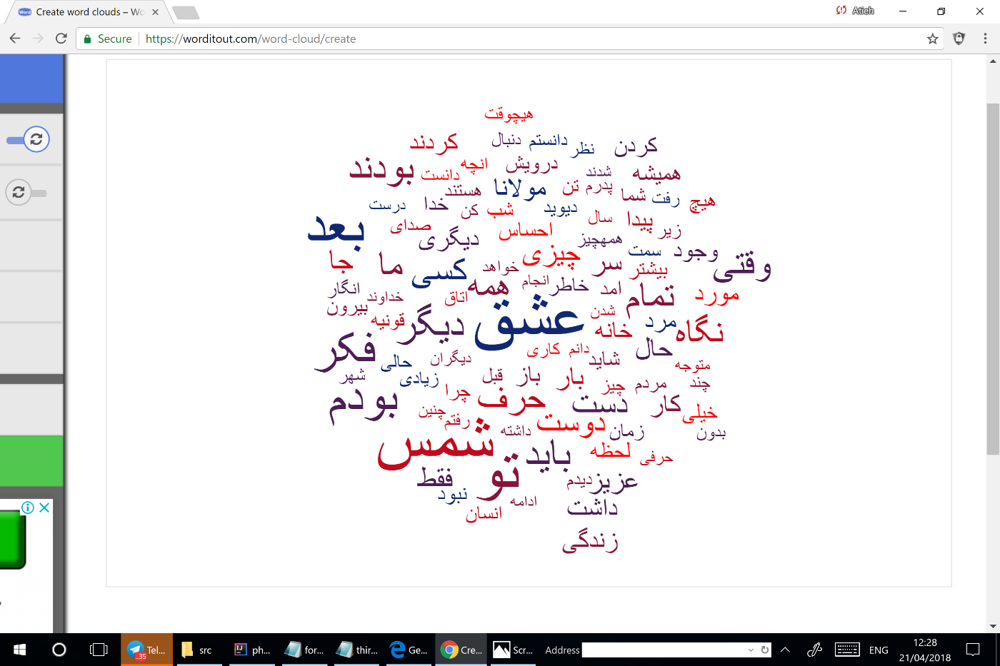 Create word clouds – Wo
Atieh
Secure https://worditout.com/word-cloud/create
هیچوقت
کردند دنبال دانستم نظر کردن
بودند دانست انچه درویش شدند همیشه
هستند مولانا تن پدرم شما رفت هیچ
درست خدا کن شب دیوید سال پیدا زیر
بعد صدای دیگری احساس همهچیز سمت وجود وقتی
جا ما کسی خواهد چیزی سر بیشتر
انگار خداوند اتاق همه انجام خاطر امد تمام مورد
بیرون قونیه دیگر عشق شدن خانه مرد نگاه
فکر حالی دیگران کاری دانم شاید حال متوجه
شهر زیادی قبل باز بار چیز مردم چند
بودم چرا حرف دست کار خیلی
چنین رفتم داشته دوست زمان بدون
شمس باید لحظه حرفی
فقط تو دیدم عزیز
نبود ادامه داشت
انسان
زندگی
Tel... 35 src ph... for... thir... Ge... Cre... Scr... Address ENG 12:28
21/04/2018